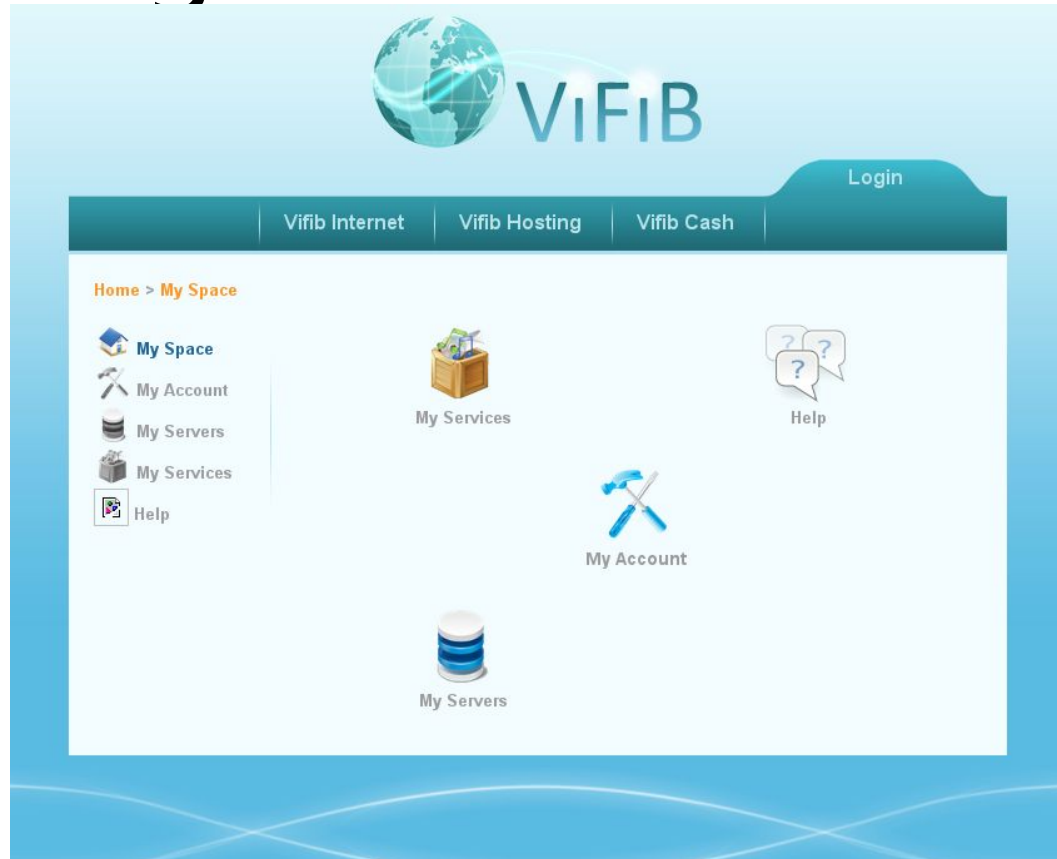 ViFiB
Login
Vifib Internet
Vifib Hosting
Vifib Cash
Home > My Space
My Space
My Account
My Servers
My Services
Help
My Services
Help
My Account
My Servers